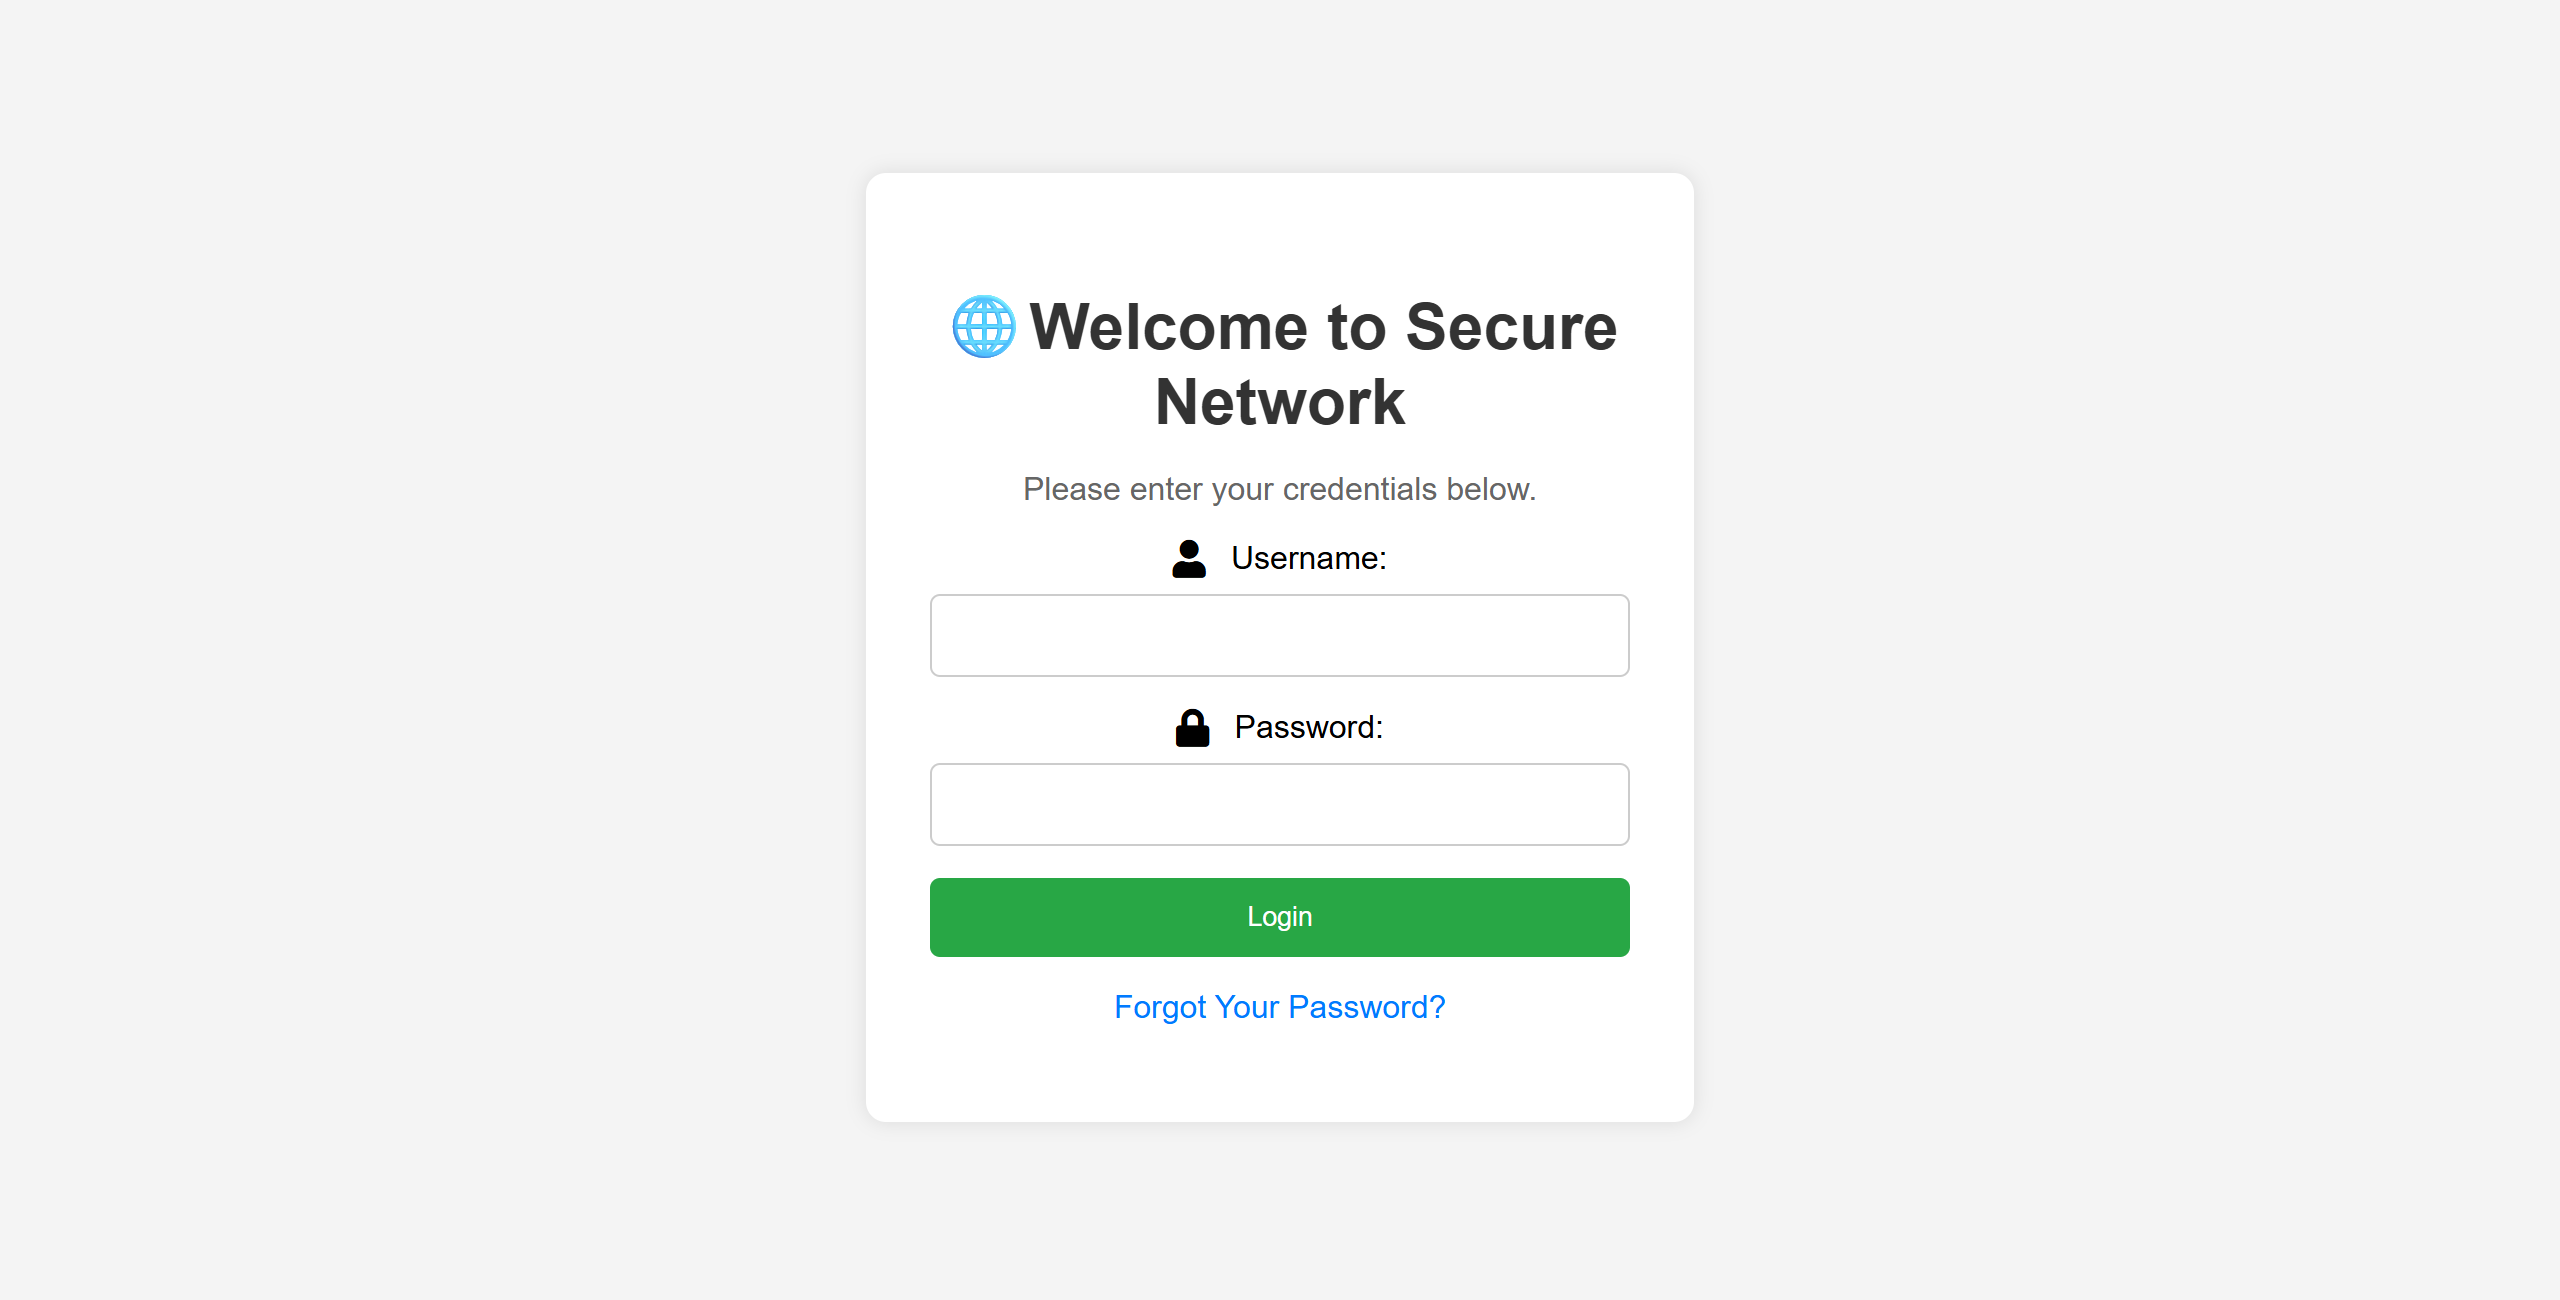 Welcome to Secure
Network
Please enter your credentials below.
Username:
Password:
Login
Forgot Your Password?